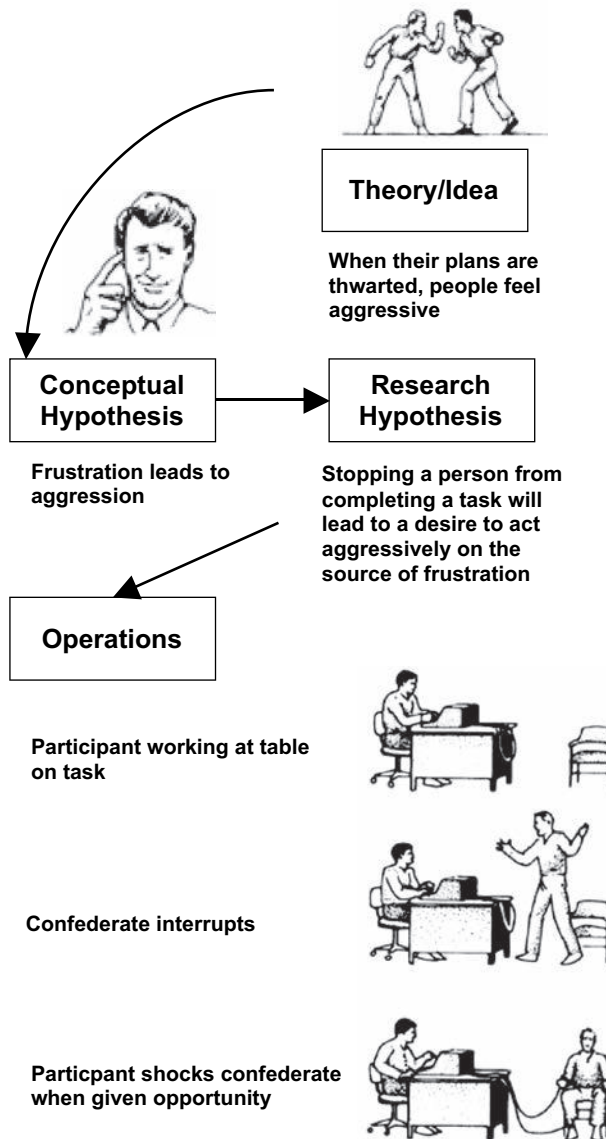 Theory/Idea
When their plans are
thwarted, people feel
aggressive
Conceptual
Hypothesis
Frustration leads to
aggression
Research
Hypothesis
Stopping a person from
completing a task will
lead to a desire to act
aggressively on the
source of frustration
Operations
Participant working at table
on task
Confederate interrupts
Particpant shocks confederate
when given opportunity